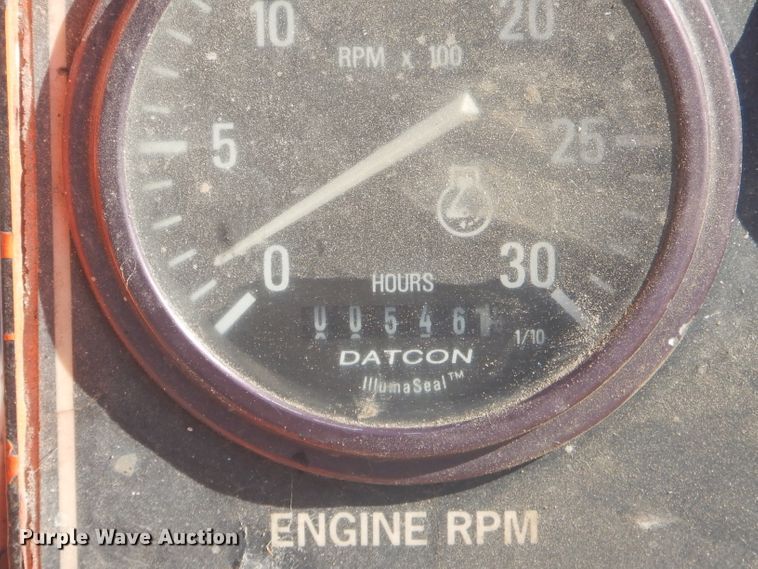 10 20
RPM x 100
5 25
0 30
HOURS
0 0 5 4 6 1 1/10
DATCON
IllumaSeal™
ENGINE RPM
Purple Wave Auction